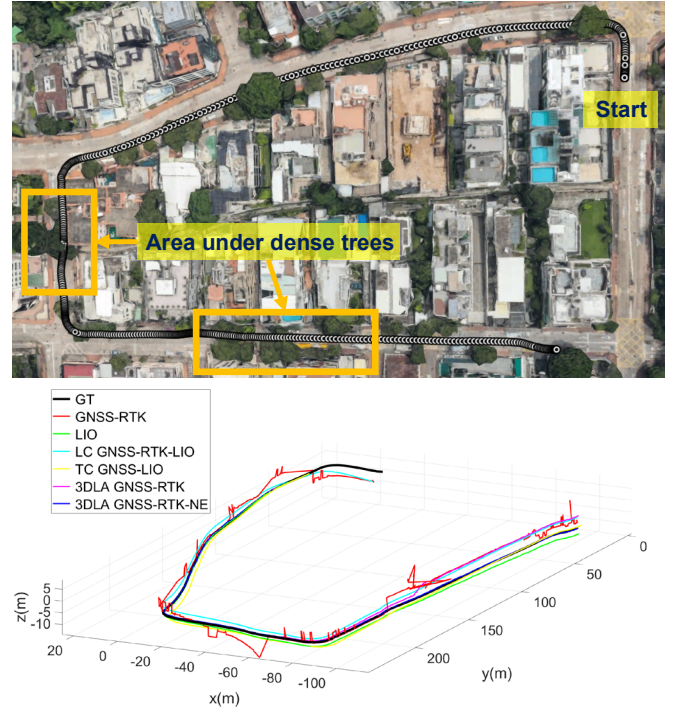 Start
Area under dense trees
GT
GNSS-RTK
LIO
LC GNSS-RTK-LIO
TC GNSS-LIO
3DLA GNSS-RTK
3DLA GNSS-RTK-NE
5
0
-5
-10
z(m)
20
0
-20
-40
-60
-80
-100
x(m)
0
50
100
150
200
y(m)